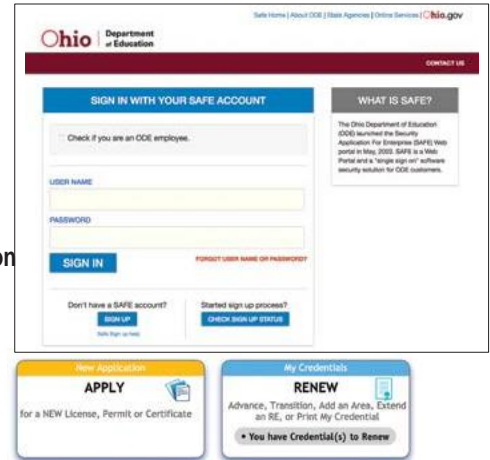 Safe Home | About ODE | State Agencies | Online Services | Ohio.gov
Ohio Department of Education
CONTACT US
SIGN IN WITH YOUR SAFE ACCOUNT
Check if you are an ODE employee.
USER NAME
PASSWORD
SIGN IN
FORGOT USER NAME OR PASSWORD?
Don't have a SAFE account?
SIGN UP
Safe Sign up help
Started sign up process?
CHECK SIGN UP STATUS
WHAT IS SAFE?
The Ohio Department of Education
(ODE) launched the Security
Application For Enterprise (SAFE) Web
portal in May, 2003. SAFE is a Web
Portal and a "single sign on" software
security solution for ODE customers.
on
New Application
APPLY
for a NEW License, Permit or Certificate
My Credentials
RENEW
Advance, Transition, Add an Area, Extend
an RE, or Print My Credential
• You have Credential(s) to Renew